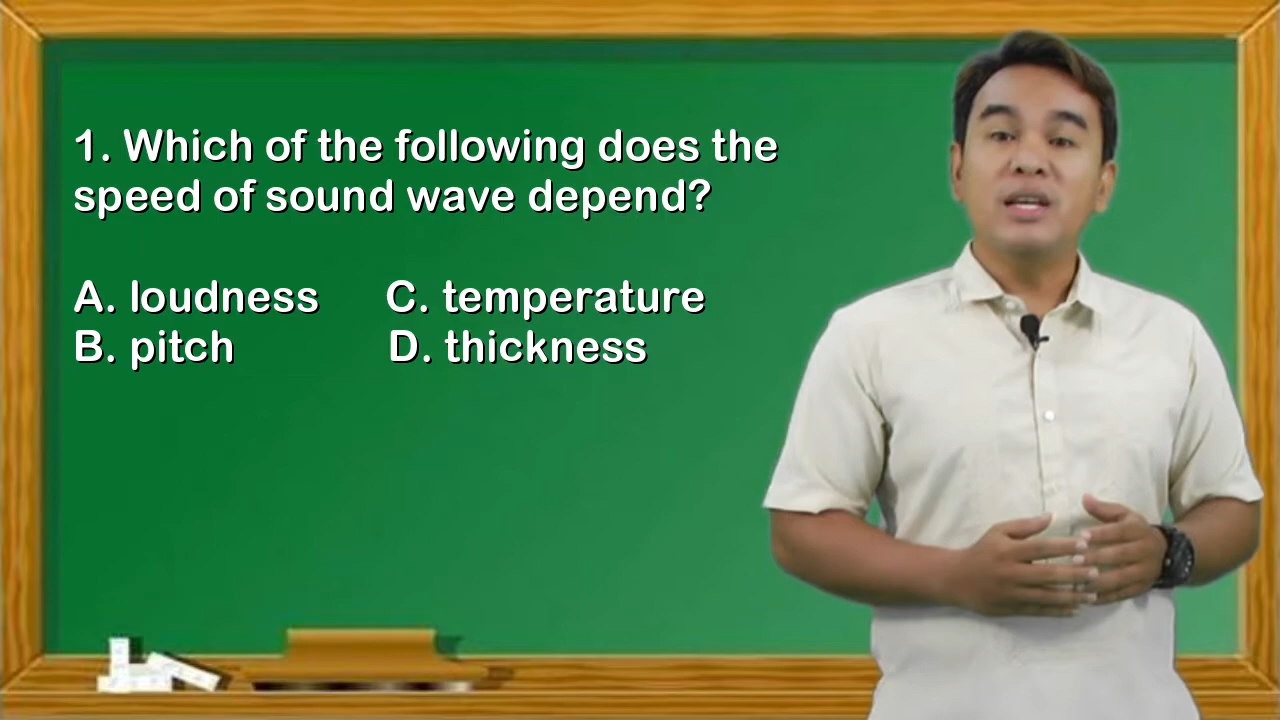 1. Which of the following does the
speed of sound wave depend?
A. loudness C. temperature
B. pitch D. thickness